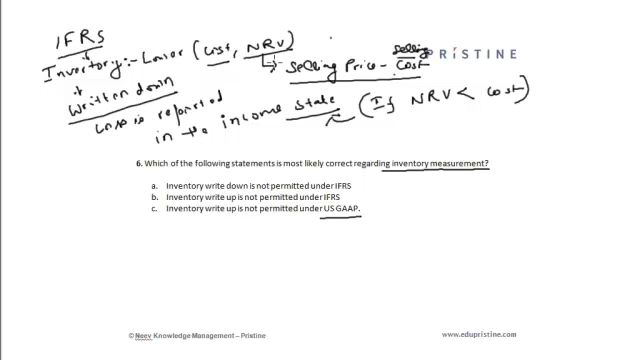 IFRS
Inventory:- Lower (cost, NRV)
Selling Price - selling cost
PRISTINE
Written down
Loss is reported
in the income state (If NRV < cost)
6. Which of the following statements is most likely correct regarding inventory measurement?
a. Inventory write down is not permitted under IFRS
b. Inventory write up is not permitted under IFRS
c. Inventory write up is not permitted under US GAAP.
© Neev Knowledge Management – Pristine
www.edupristine.com